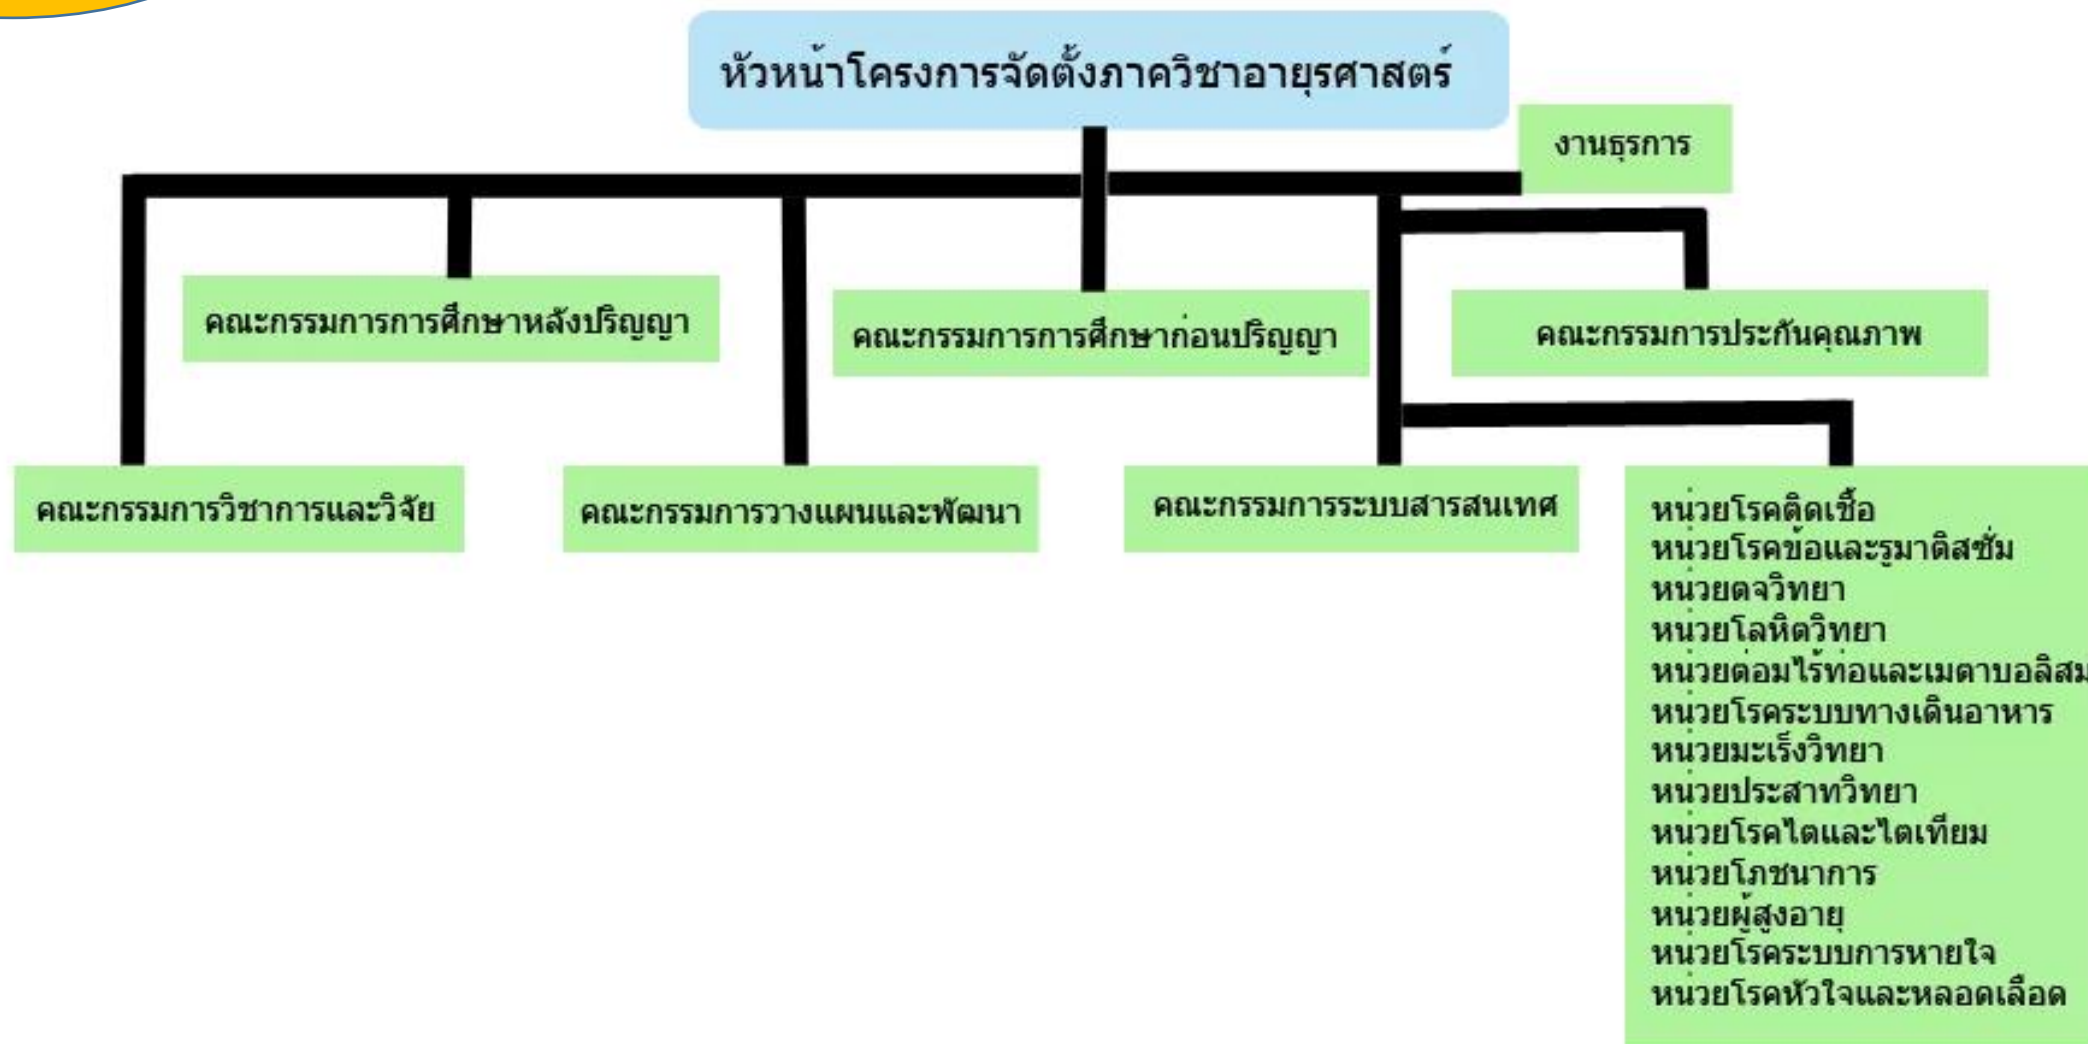 หัวหน้าโครงการจัดตั้งภาควิชาอายุรศาสตร์
งานธุรการ
คณะกรรมการการศึกษาหลังปริญญา
คณะกรรมการการศึกษาก่อนปริญญา
คณะกรรมการประกันคุณภาพ
คณะกรรมการวิชาการและวิจัย
คณะกรรมการวางแผนและพัฒนา
คณะกรรมการระบบสารสนเทศ
หน่วยโรคติดเชื้อ
หน่วยโรคข้อและรูมาติสซั่ม
หน่วยตจวิทยา
หน่วยโลหิตวิทยา
หน่วยต่อมไร้ท่อและเมตาบอลิสม
หน่วยโรคระบบทางเดินอาหาร
หน่วยมะเร็งวิทยา
หน่วยประสาทวิทยา
หน่วยโรคไตและไตเทียม
หน่วยโภชนาการ
หน่วยผู้สูงอายุ
หน่วยโรคระบบการหายใจ
หน่วยโรคหัวใจและหลอดเลือด